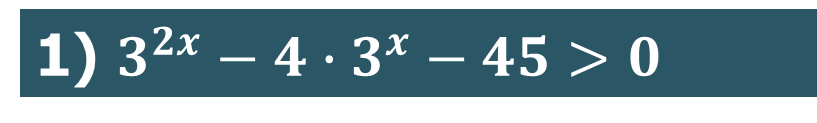 1) 3^{2x} − 4 · 3^x − 45 > 0